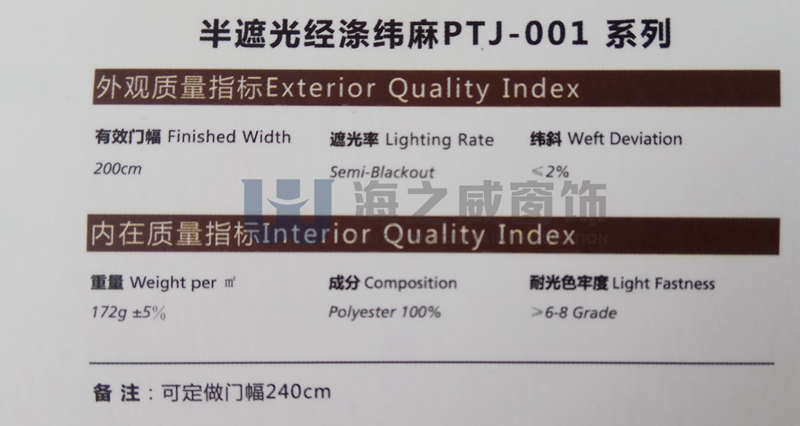 半遮光经涤纬麻PTJ-001 系列
外观质量指标Exterior Quality Index
有效门幅 Finished Width 遮光率 Lighting Rate 纬斜 Weft Deviation
200cm Semi-Blackout ≤2%
海之威窗饰
内在质量指标Interior Quality Index
重量 Weight per ㎡ 成分 Composition 耐光色牢度 Light Fastness
172g ±5% Polyester 100% ≥6-8 Grade
备 注：可定做门幅240cm